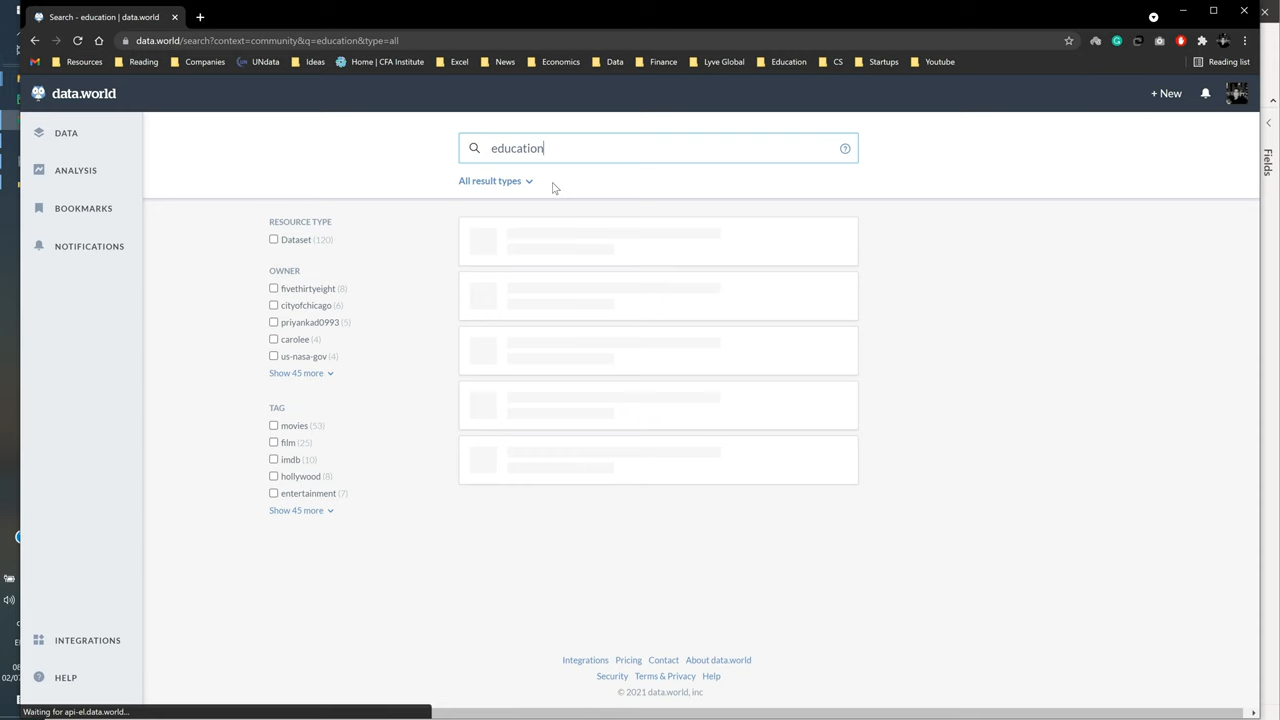 Search - education | data.world
data.world/search?context=community&q=education&type=all
Resources Reading Companies UNdata Ideas Home | CFA Institute Excel News Economics Data Finance Lyve Global Education CS Startups Youtube Reading list
data.world
+ New
DATA
ANALYSIS
BOOKMARKS
NOTIFICATIONS
INTEGRATIONS
HELP
education
All result types
RESOURCE TYPE
Dataset (120)
OWNER
fivethirtyeight (8)
cityofchicago (6)
priyankad0993 (5)
carolee (4)
us-nasa-gov (4)
Show 45 more
TAG
movies (53)
film (25)
imdb (10)
hollywood (8)
entertainment (7)
Show 45 more
Integrations Pricing Contact About data.world
Security Terms & Privacy Help
© 2021 data.world, inc
Fields
Waiting for api-el.data.world...